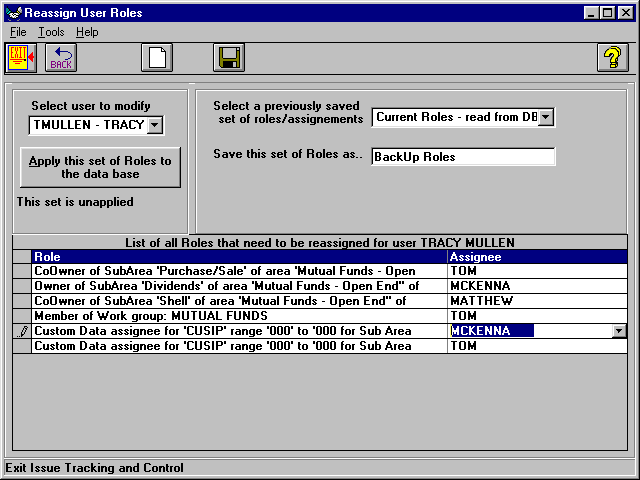 Reassign User Roles
File Tools Help
EXIT
BACK
?
Select user to modify
TMULLEN - TRACY
Apply this set of Roles to
the data base
This set is unapplied
Select a previously saved
set of roles/assignements
Current Roles - read from DB
Save this set of Roles as..
BackUp Roles
List of all Roles that need to be reassigned for user TRACY MULLEN
Role Assignee
CoOwner of SubArea 'Purchase/Sale' of area 'Mutual Funds - Open TOM
Owner of SubArea 'Dividends' of area 'Mutual Funds - Open End'' of MCKENNA
CoOwner of SubArea 'Shell' of area 'Mutual Funds - Open End'' of MATTHEW
Member of Work group: MUTUAL FUNDS TOM
Custom Data assignee for 'CUSIP' range '000' to '000 for Sub Area MCKENNA
Custom Data assignee for 'CUSIP' range '000' to '000 for Sub Area TOM
Exit Issue Tracking and Control